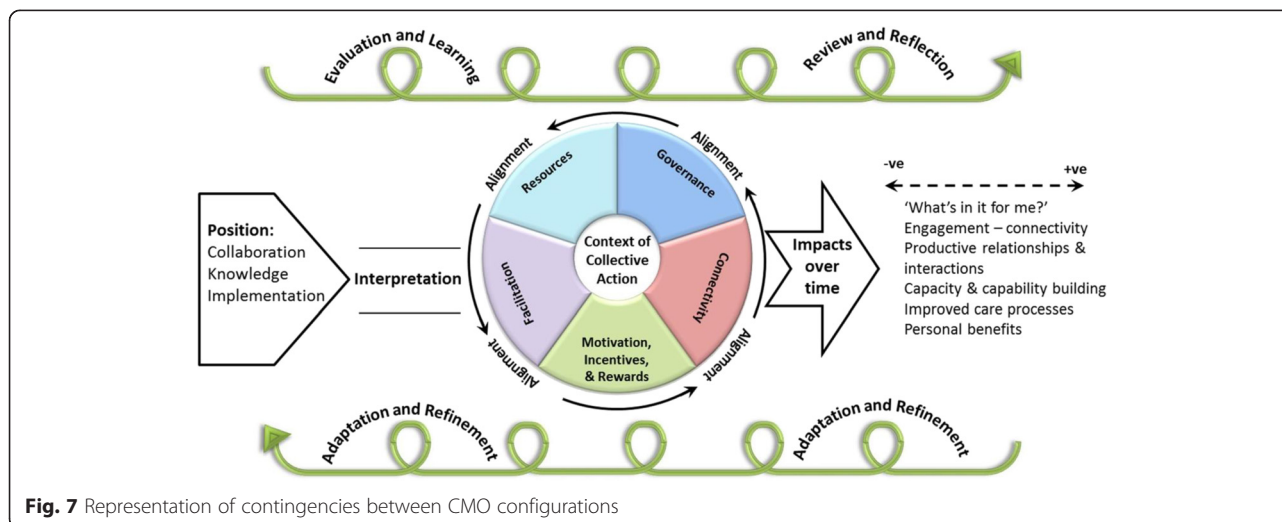 Evaluation and Learning
Review and Reflection
Alignment
Alignment
Resources
Governance
-ve
+ve
Position:
Collaboration
Knowledge
Implementation
Interpretation
Context of
Collective
Action
Impacts
over
time
'What's in it for me?'
Engagement – connectivity
Productive relationships &
interactions
Capacity & capability building
Improved care processes
Personal benefits
Facilitation
Connectivity
Motivation,
Incentives,
& Rewards
Alignment
Alignment
Adaptation and Refinement
Adaptation and Refinement
Fig. 7 Representation of contingencies between CMO configurations